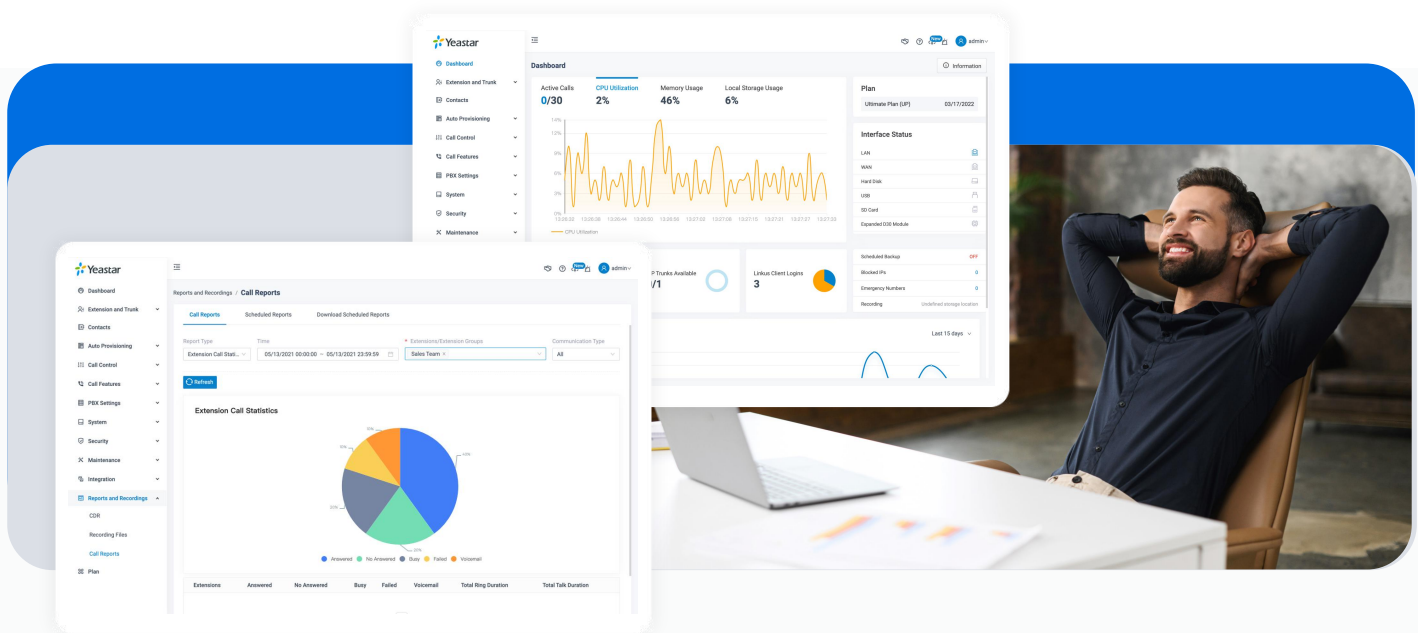 Yeastar
New
admin
Dashboard
Extension and Trunk
Contacts
Auto Provisioning
Call Control
Call Features
PBX Settings
System
Security
Maintenance
Dashboard
Information
Active Calls
CPU Utilization
Memory Usage
Local Storage Usage
0/30
2%
46%
6%
CPU Utilization
Plan
Ultimate Plan (UP) 03/17/2022
Interface Status
LAN
WAN
Hard Disk
USB
SD Card
Expanded D30 Module
P Trunks Available
/1
Linkus Client Logins
3
Scheduled Backup OFF
Blocked IPs 0
Emergency Numbers
Recording Undefined storage location
Last 15 days
Yeastar
New
admin
Dashboard
Extension and Trunk
Contacts
Auto Provisioning
Call Control
Call Features
PBX Settings
System
Security
Maintenance
Integration
Reports and Recordings
CDR
Recording Files
Call Reports
Plan
Reports and Recordings / Call Reports
Call Reports Scheduled Reports Download Scheduled Reports
Report Type Time * Extensions/Extension Groups Communication Type
Extension Call Stati... 05/13/2021 00:00:00 ~ 05/13/2021 23:59:59 Sales Team × All
Refresh
Extension Call Statistics
Answered No Answered Busy Failed Voicemail
Extensions Answered No Answered Busy Failed Voicemail Total Ring Duration Total Talk Duration